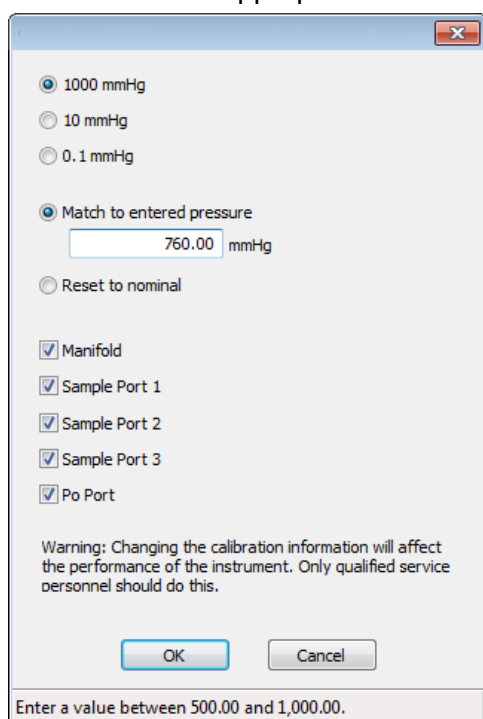 1000 mmHg
10 mmHg
0.1 mmHg
Match to entered pressure
760.00 mmHg
Reset to nominal
Manifold
Sample Port 1
Sample Port 2
Sample Port 3
Po Port
Warning: Changing the calibration information will affect
the performance of the instrument. Only qualified service
personnel should do this.
OK Cancel
Enter a value between 500.00 and 1,000.00.